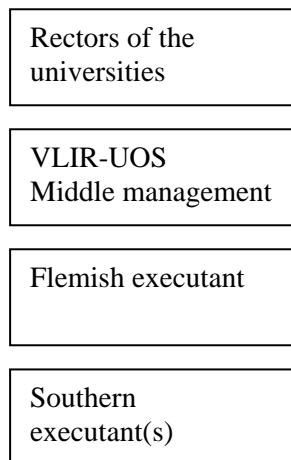 Rectors of the
universities
VLIR-UOS
Middle management
Flemish executant
Southern
executant(s)